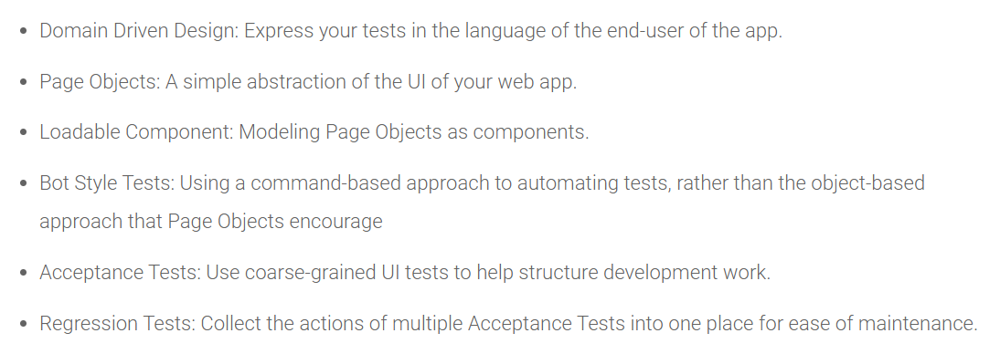 • Domain Driven Design: Express your tests in the language of the end-user of the app.
• Page Objects: A simple abstraction of the UI of your web app.
• Loadable Component: Modeling Page Objects as components.
• Bot Style Tests: Using a command-based approach to automating tests, rather than the object-based
approach that Page Objects encourage
• Acceptance Tests: Use coarse-grained UI tests to help structure development work.
• Regression Tests: Collect the actions of multiple Acceptance Tests into one place for ease of maintenance.